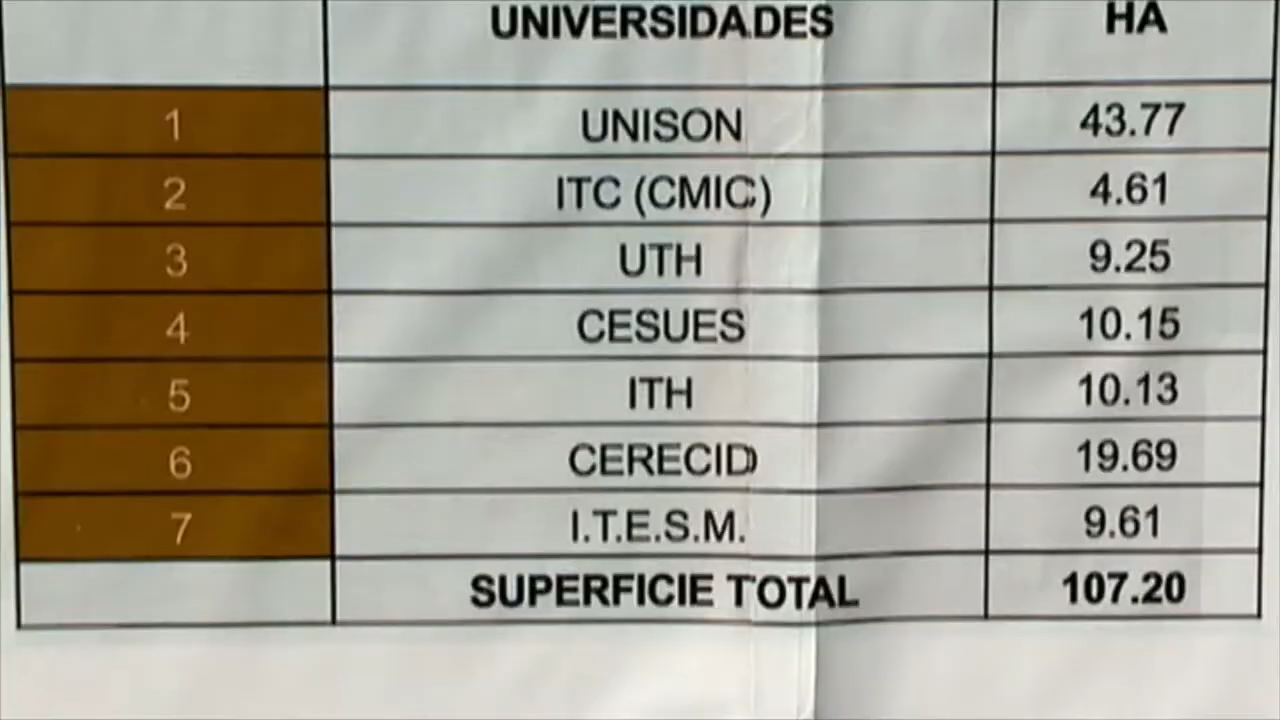 UNIVERSIDADES HA
1 UNISON 43.77
2 ITC (CMIC) 4.61
3 UTH 9.25
4 CESUES 10.15
5 ITH 10.13
6 CERECID 19.69
7 I.T.E.S.M. 9.61
SUPERFICIE TOTAL 107.20